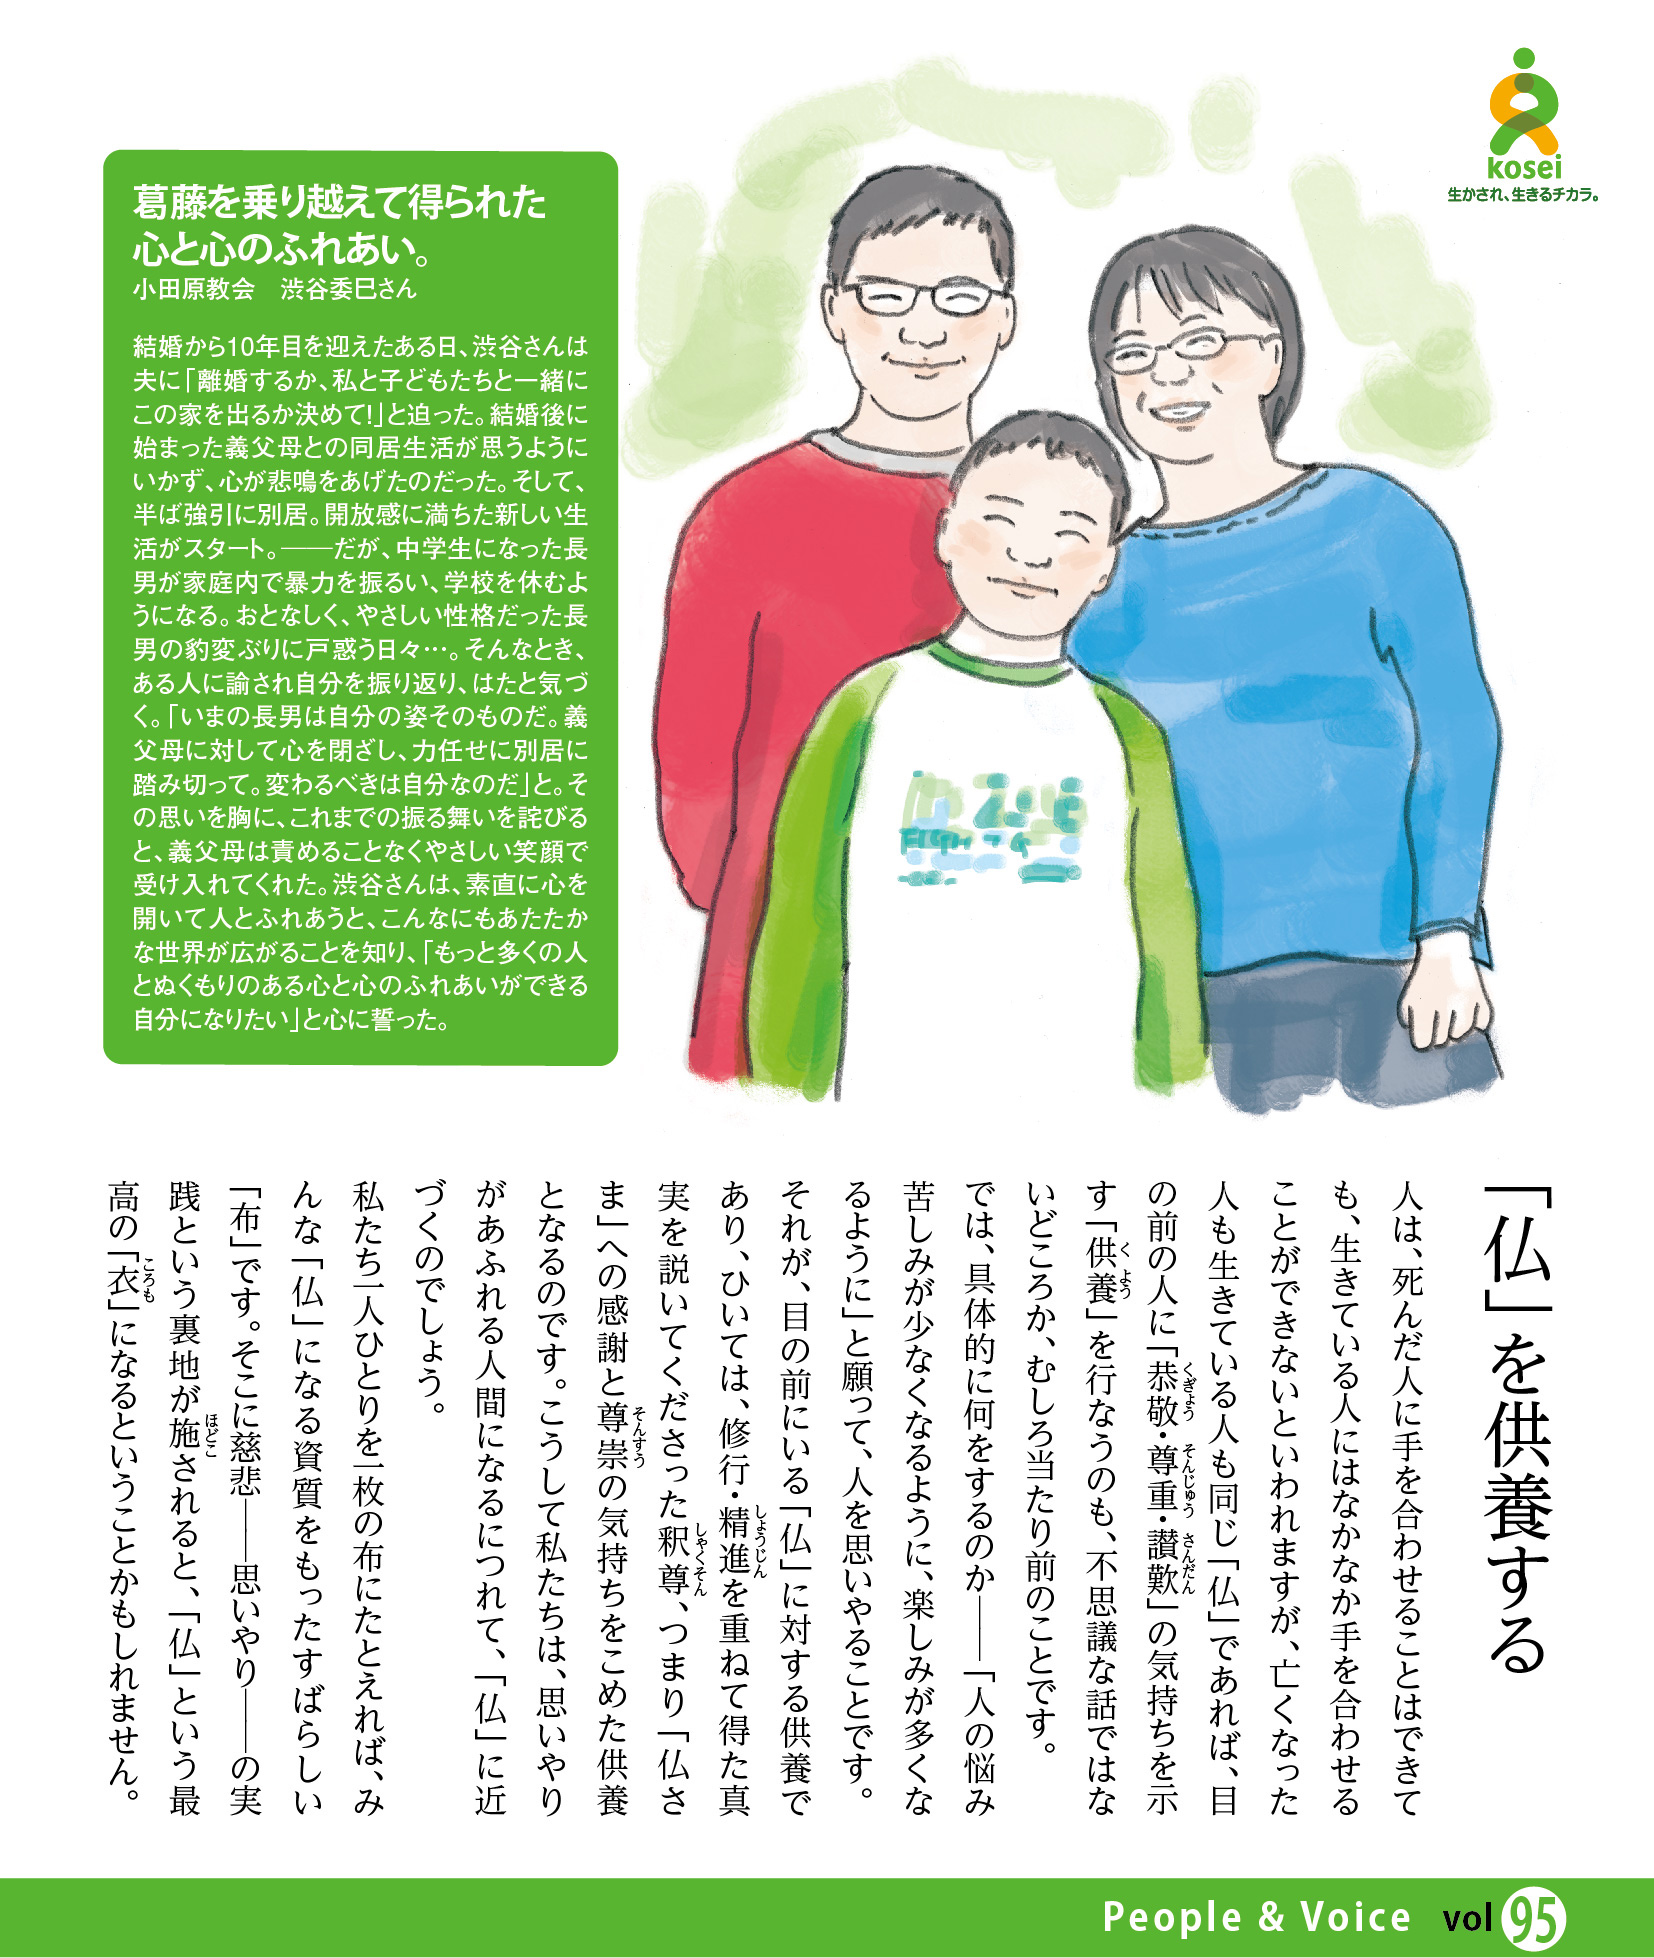 kosei
生かされ、生きるチカラ。
葛藤を乗り越えて得られた
心と心のふれあい。
小田原教会　渋谷委巳さん
結婚から10年目を迎えたある日、渋谷さんは
夫に「離婚するか、私と子どもたちと一緒に
この家を出るか決めて!」と迫った。結婚後に
始まった義父母との同居生活が思うように
いかず、心が悲鳴をあげたのだった。そして、
半ば強引に別居。開放感に満ちた新しい生
活がスタート。――だが、中学生になった長
男が家庭内で暴力を振るい、学校を休むよ
うになる。おとなしく、やさしい性格だった長
男の豹変ぶりに戸惑う日々…。そんなとき、
ある人に諭され自分を振り返り、はたと気づ
く。「いまの長男は自分の姿そのものだ。義
父母に対して心を閉ざし、力任せに別居に
踏み切って。変わるべきは自分なのだ」と。そ
の思いを胸に、これまでの振る舞いを詫びる
と、義父母は責めることなくやさしい笑顔で
受け入れてくれた。渋谷さんは、素直に心を
開いて人とふれあうと、こんなにもあたたか
な世界が広がることを知り、「もっと多くの人
とぬくもりのある心と心のふれあいができる
自分になりたい」と心に誓った。
「仏」を供養する
人は、死んだ人に手を合わせることはできて
も、生きている人にはなかなか手を合わせる
ことができないといわれますが、亡くなった
人も生きている人も同じ「仏」であれば、目
の前の人に「恭敬・尊重・讃歎」の気持ちを示
す「供養」を行なうのも、不思議な話ではな
いどころか、むしろ当たり前のことです。
では、具体的に何をするのか――「人の悩み
苦しみが少なくなるように、楽しみが多くな
るように」と願って、人を思いやることです。
それが、目の前にいる「仏」に対する供養で
あり、ひいては、修行・精進を重ねて得た真
実を説いてくださった釈尊、つまり「仏さ
ま」への感謝と尊崇の気持ちをこめた供養
となるのです。こうして私たちは、思いやり
があふれる人間になるにつれて、「仏」に近
づくのでしょう。
私たち一人ひとりを一枚の布にたとえれば、み
んな「仏」になる資質をもったすばらしい
「布」です。そこに慈悲――思いやり――の実
践という裏地が施されると、「仏」という最
高の「衣」になるということかもしれません。
People & Voice vol 95